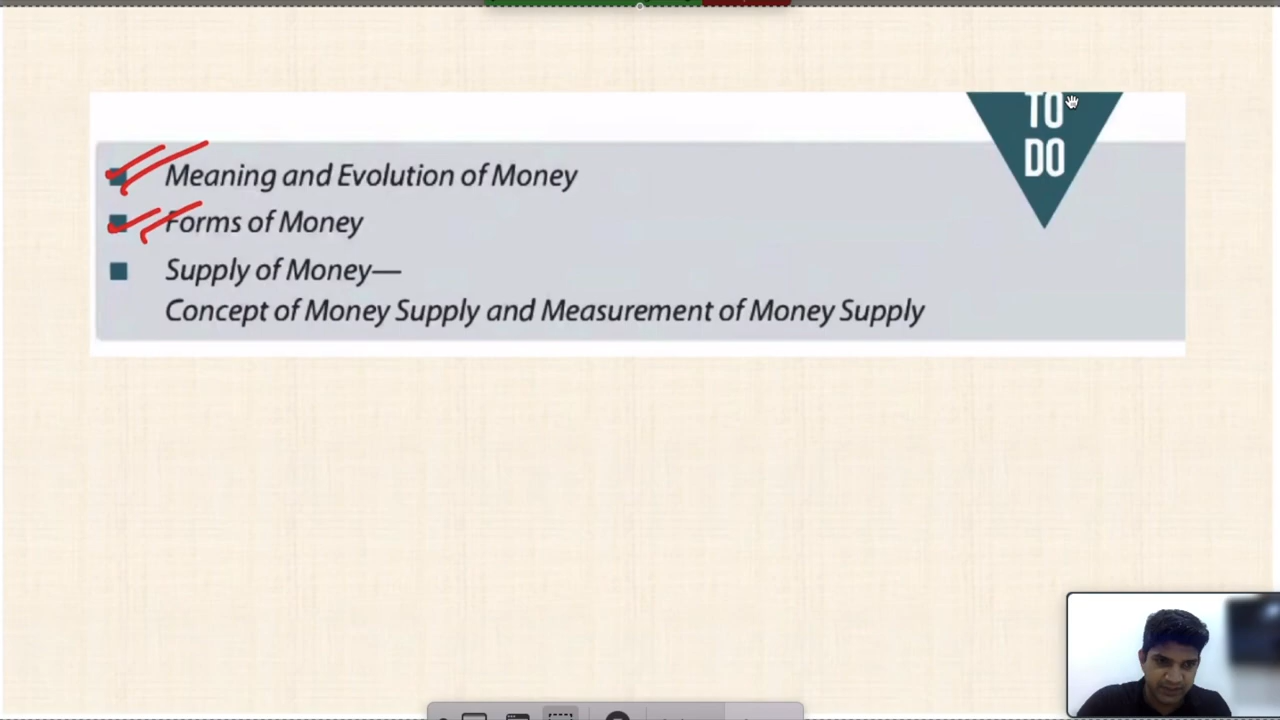 TO
DO
Meaning and Evolution of Money
Forms of Money
Supply of Money—
Concept of Money Supply and Measurement of Money Supply